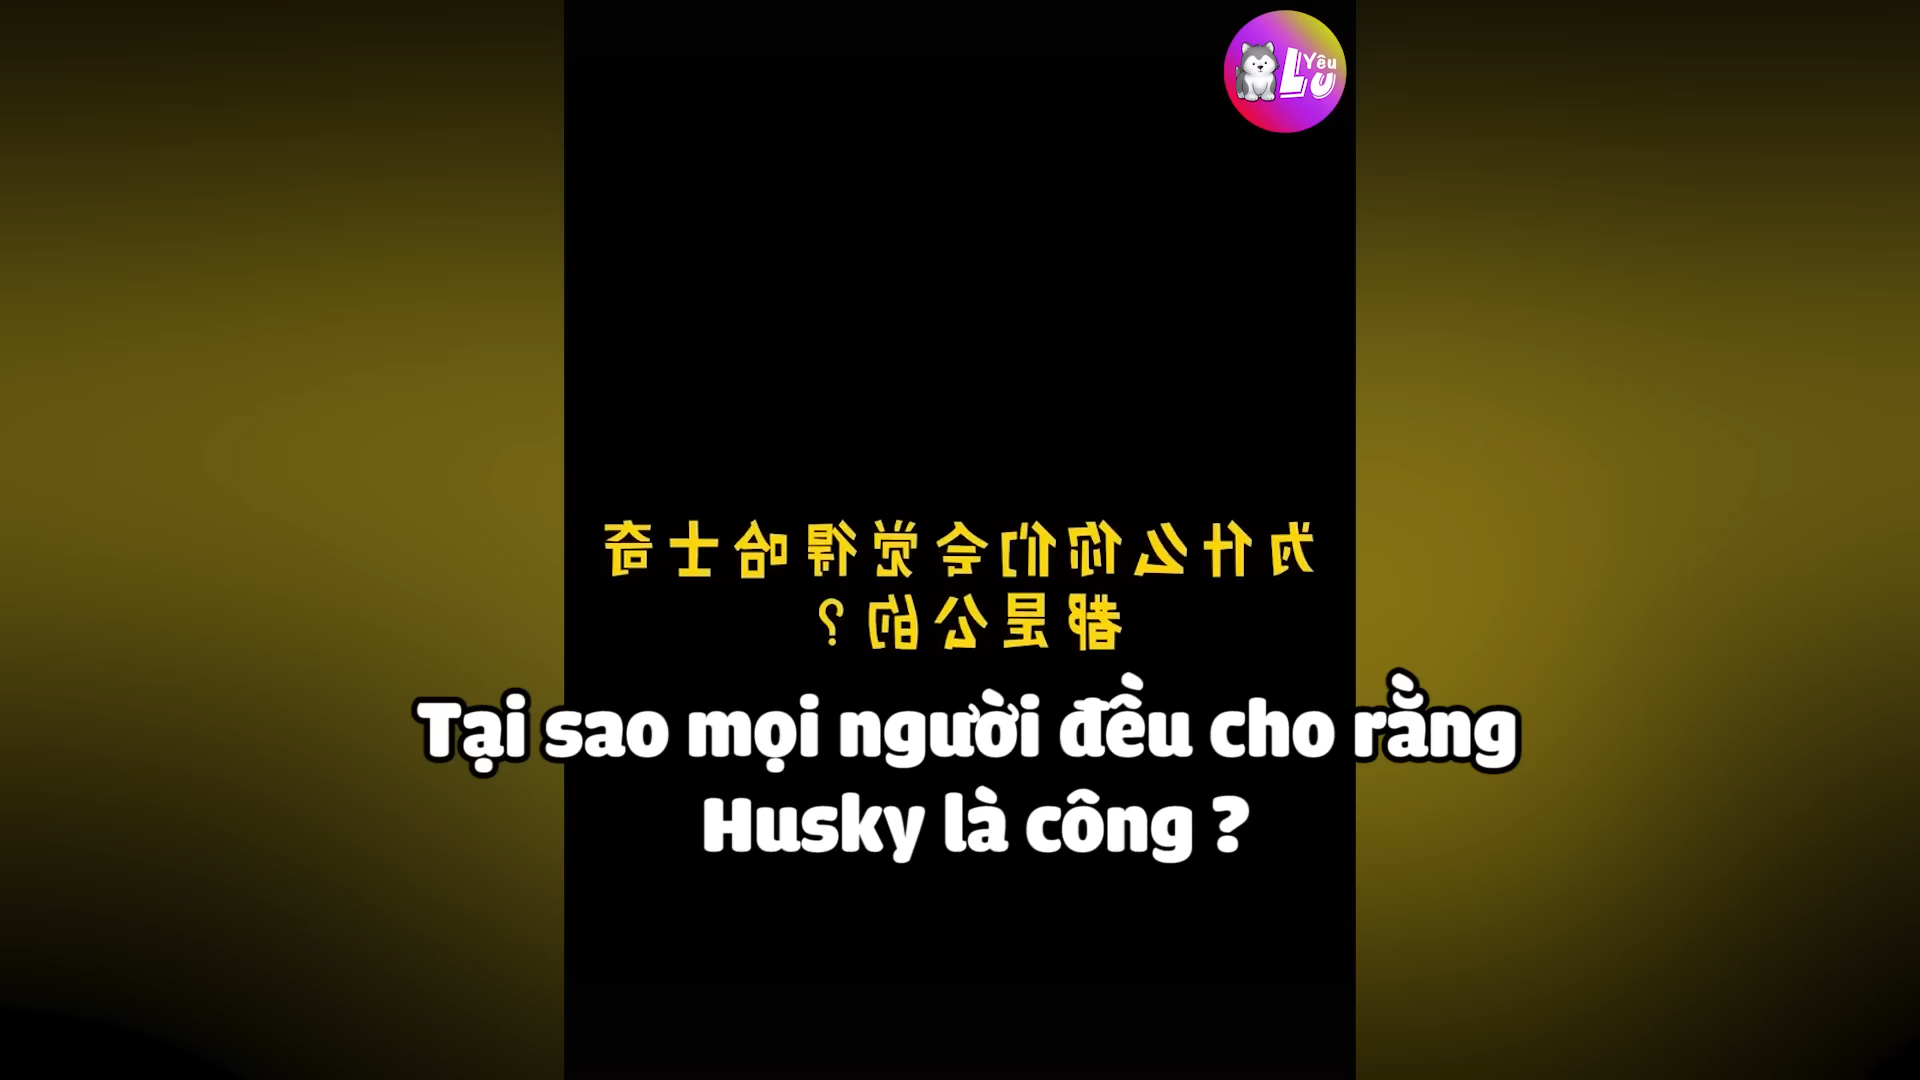 Yêu
Lu
为什么你们会觉得哈士奇
都是公的？
Tại sao mọi người đều cho rằng
Husky là công ?